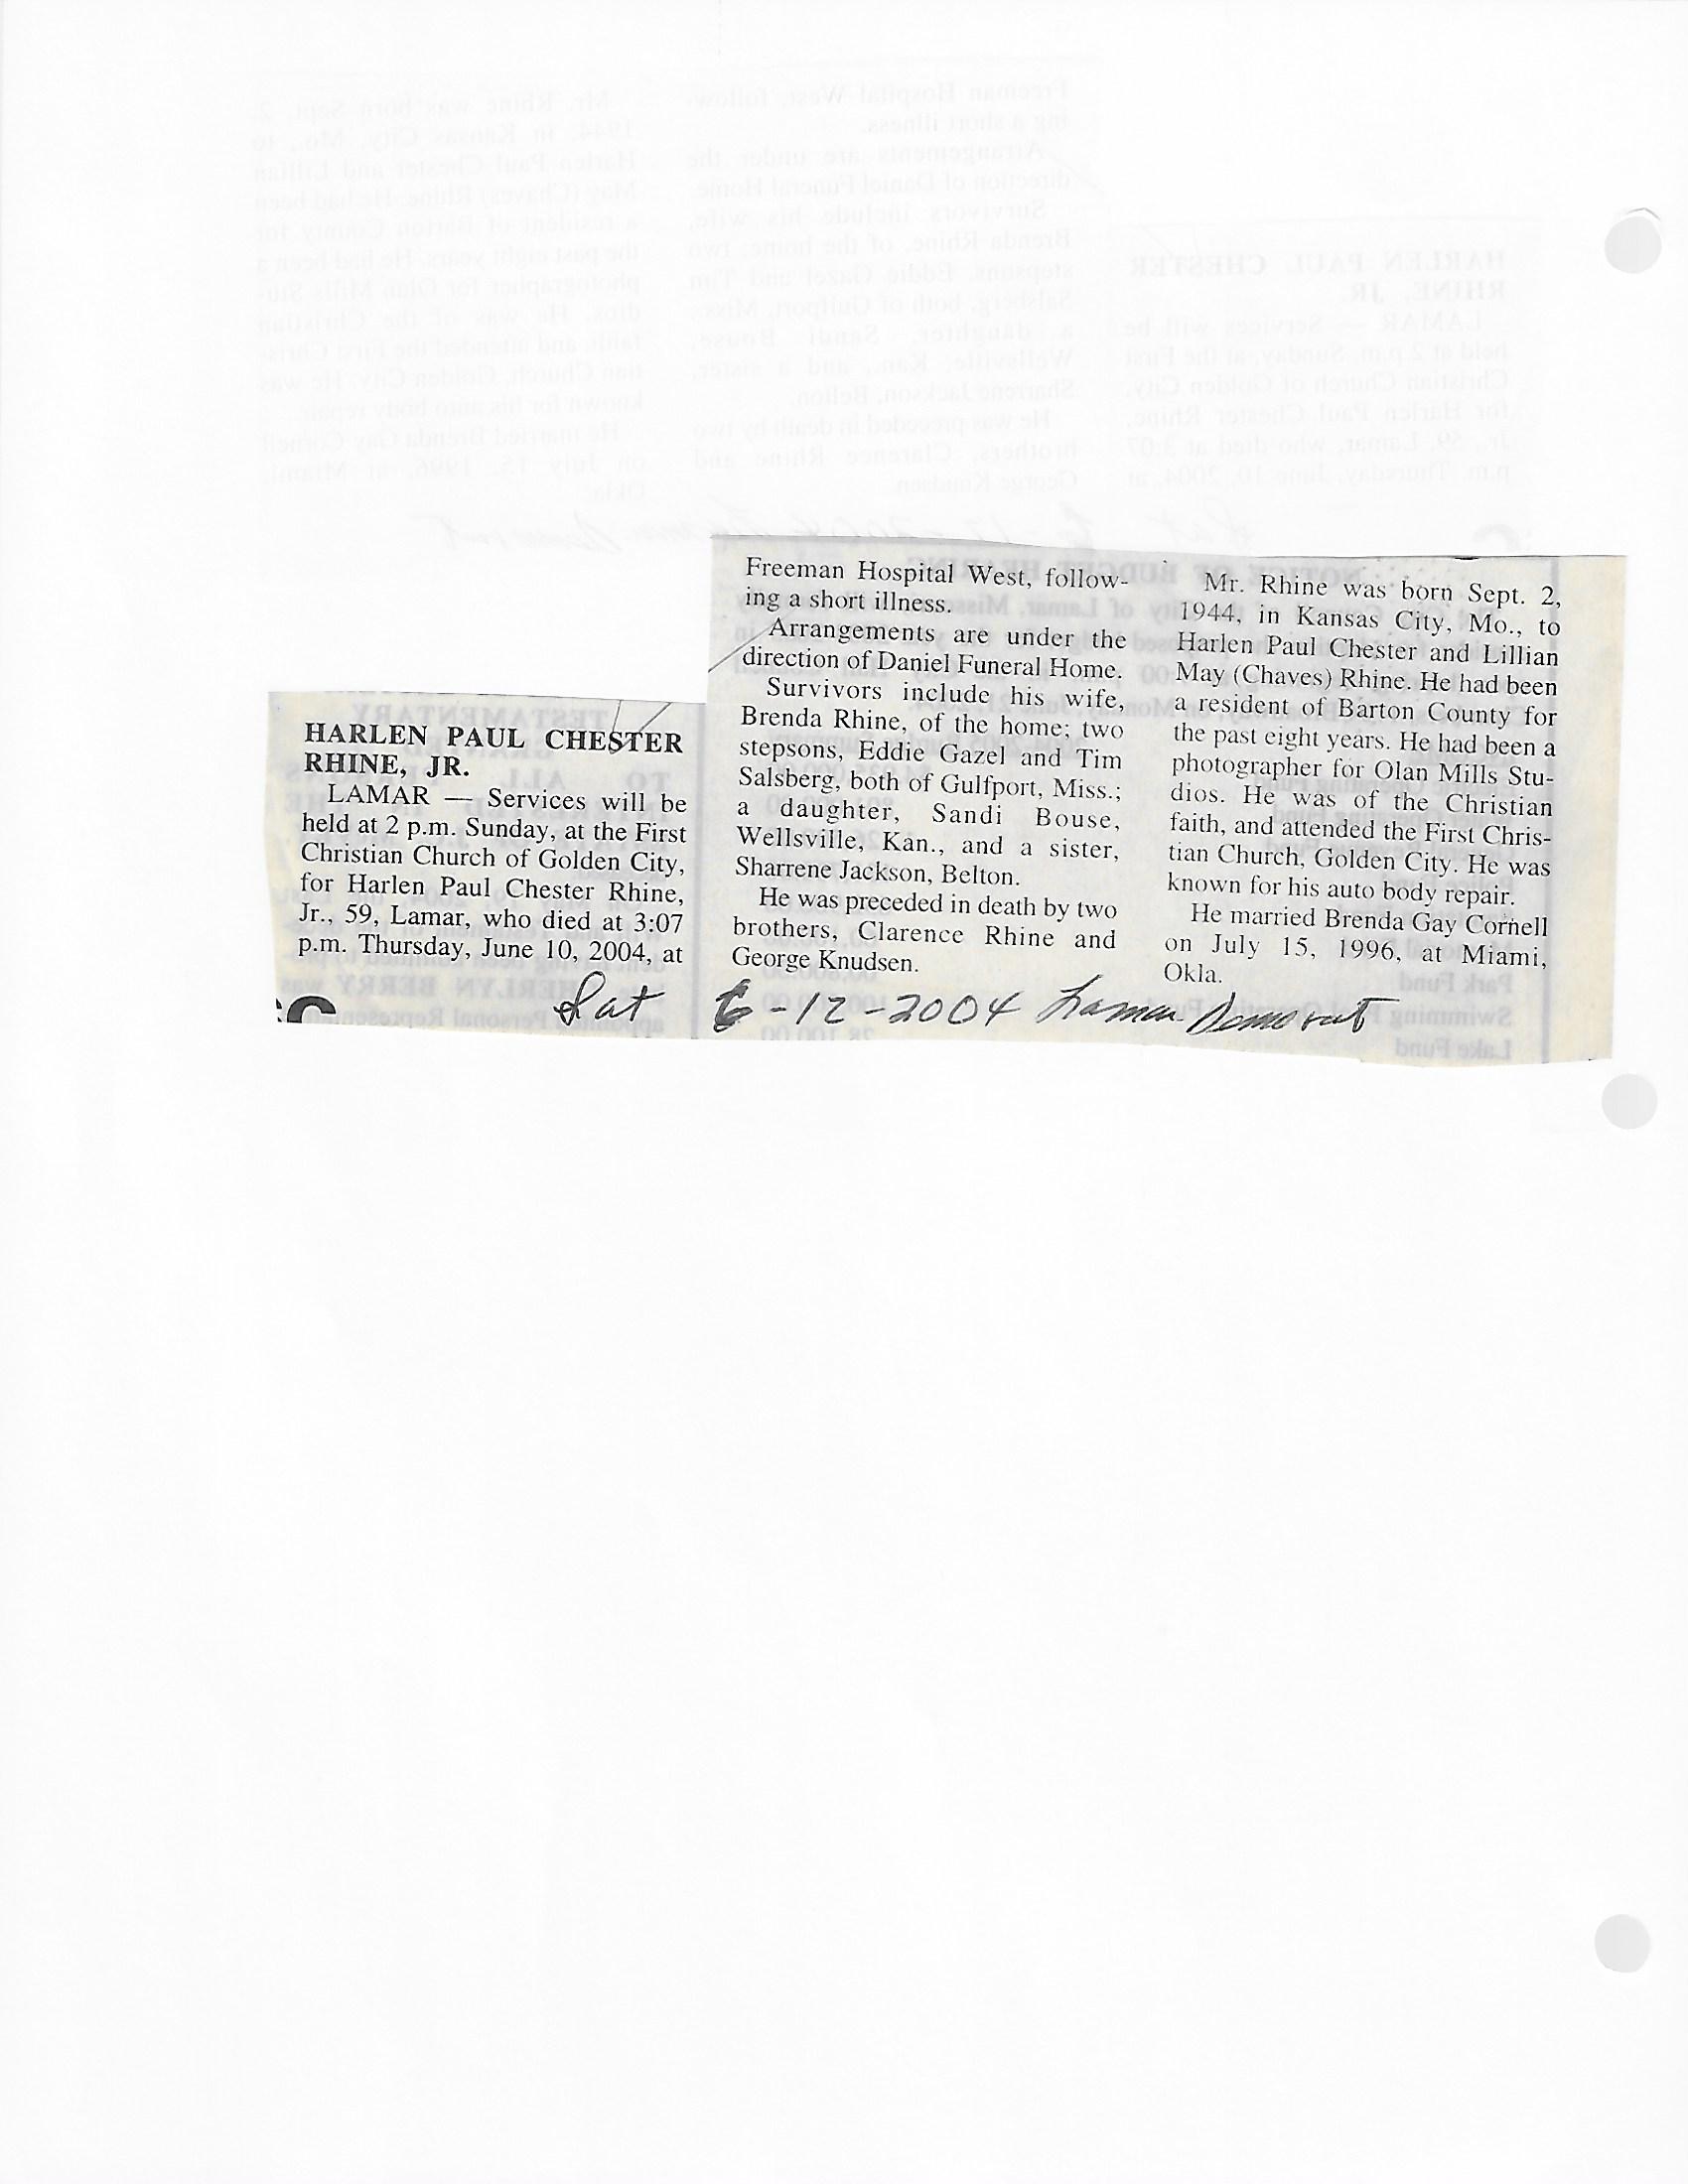 HARLEN PAUL CHESTER
RHINE, JR.
LAMAR — Services will be
held at 2 p.m. Sunday, at the First
Christian Church of Golden City,
for Harlen Paul Chester Rhine,
Jr., 59, Lamar, who died at 3:07
p.m. Thursday, June 10, 2004, at
Freeman Hospital West, follow-
ing a short illness.
Arrangements are under the
direction of Daniel Funeral Home.
Survivors include his wife,
Brenda Rhine, of the home; two
stepsons, Eddie Gazel and Tim
Salsberg, both of Gulfport, Miss.;
a daughter, Sandi Bouse,
Wellsville, Kan., and a sister,
Sharrene Jackson, Belton.
He was preceded in death by two
brothers, Clarence Rhine and
George Knudsen.
Mr. Rhine was born Sept. 2,
1944, in Kansas City, Mo., to
Harlen Paul Chester and Lillian
May (Chaves) Rhine. He had been
a resident of Barton County for
the past eight years. He had been a
photographer for Olan Mills Stu-
dios. He was of the Christian
faith, and attended the First Chris-
tian Church, Golden City. He was
known for his auto body repair.
He married Brenda Gay Cornell
on July 15, 1996, at Miami,
Okla.
Sat 6-12-2004 Lamar Democrat